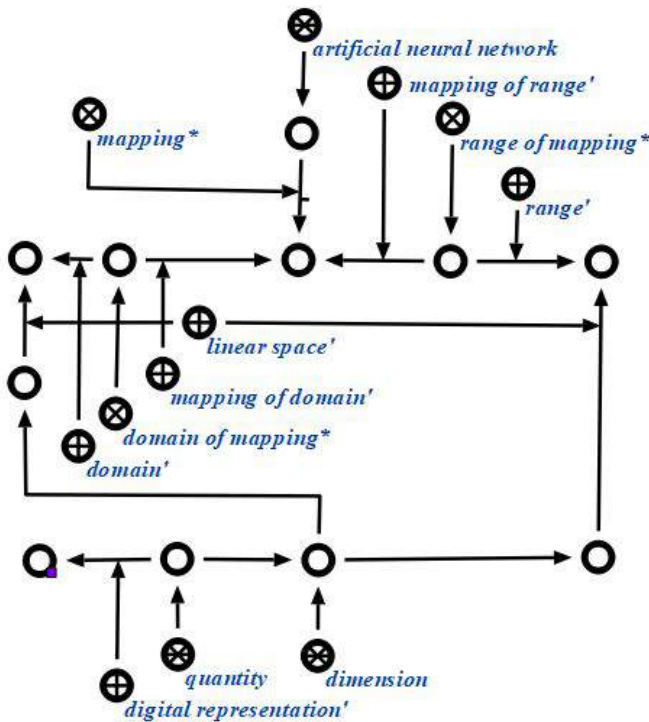 artificial neural network
mapping of range'
mapping*
range of mapping*
range'
linear space'
mapping of domain'
domain of mapping*
domain'
quantity
dimension
digital representation'